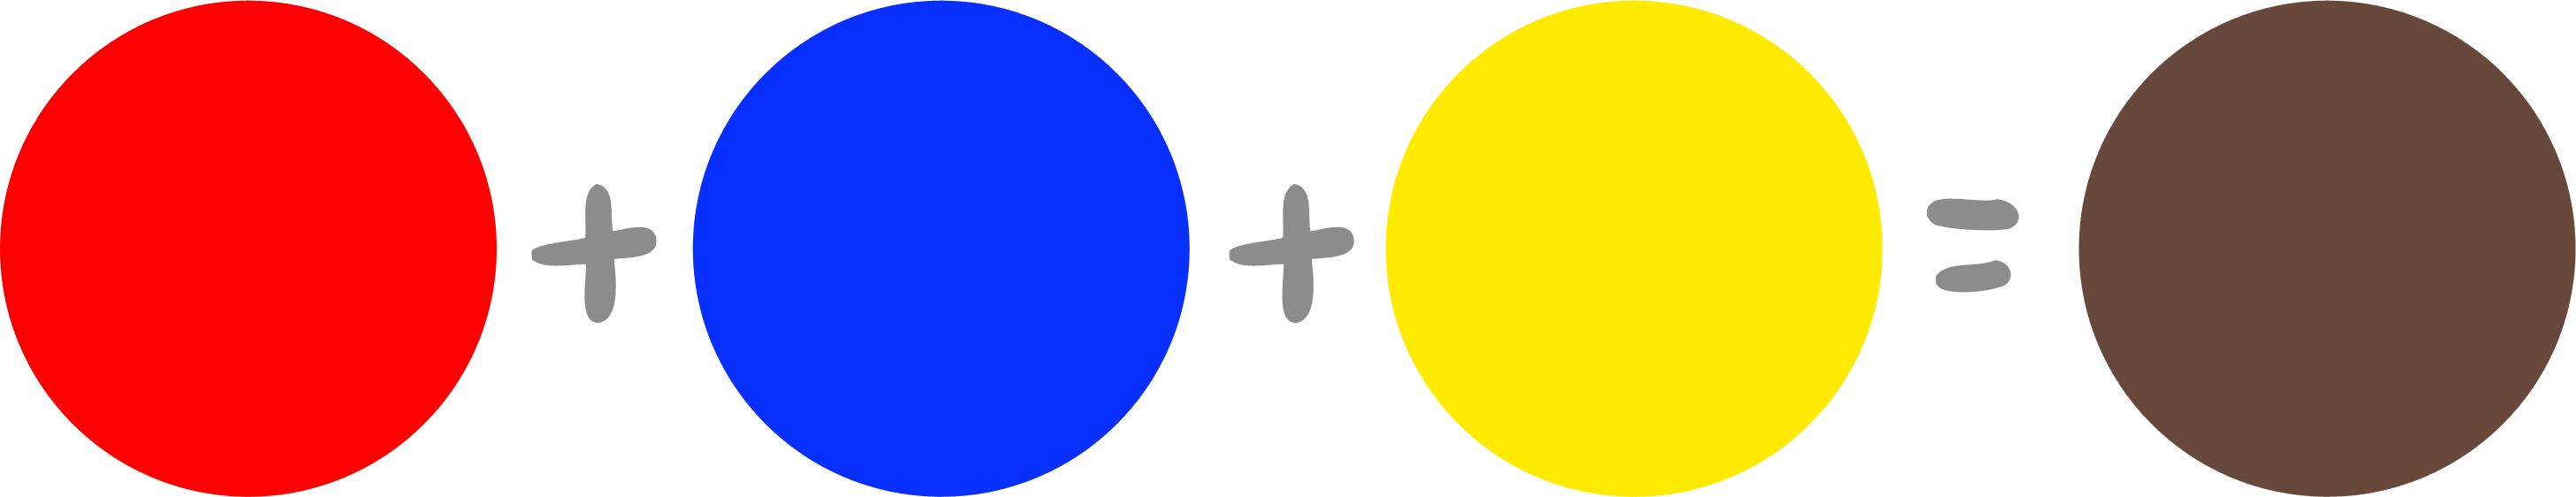 + + =